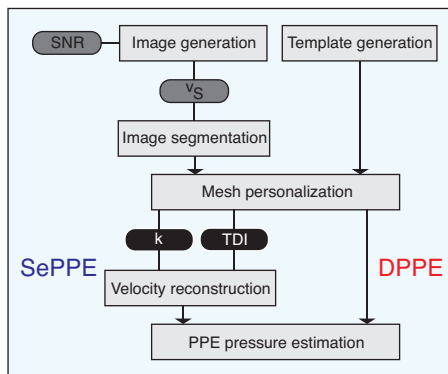 SNR
Image generation
Template generation
vS
Image segmentation
Mesh personalization
k
TDI
SePPE
DPPE
Velocity reconstruction
PPE pressure estimation